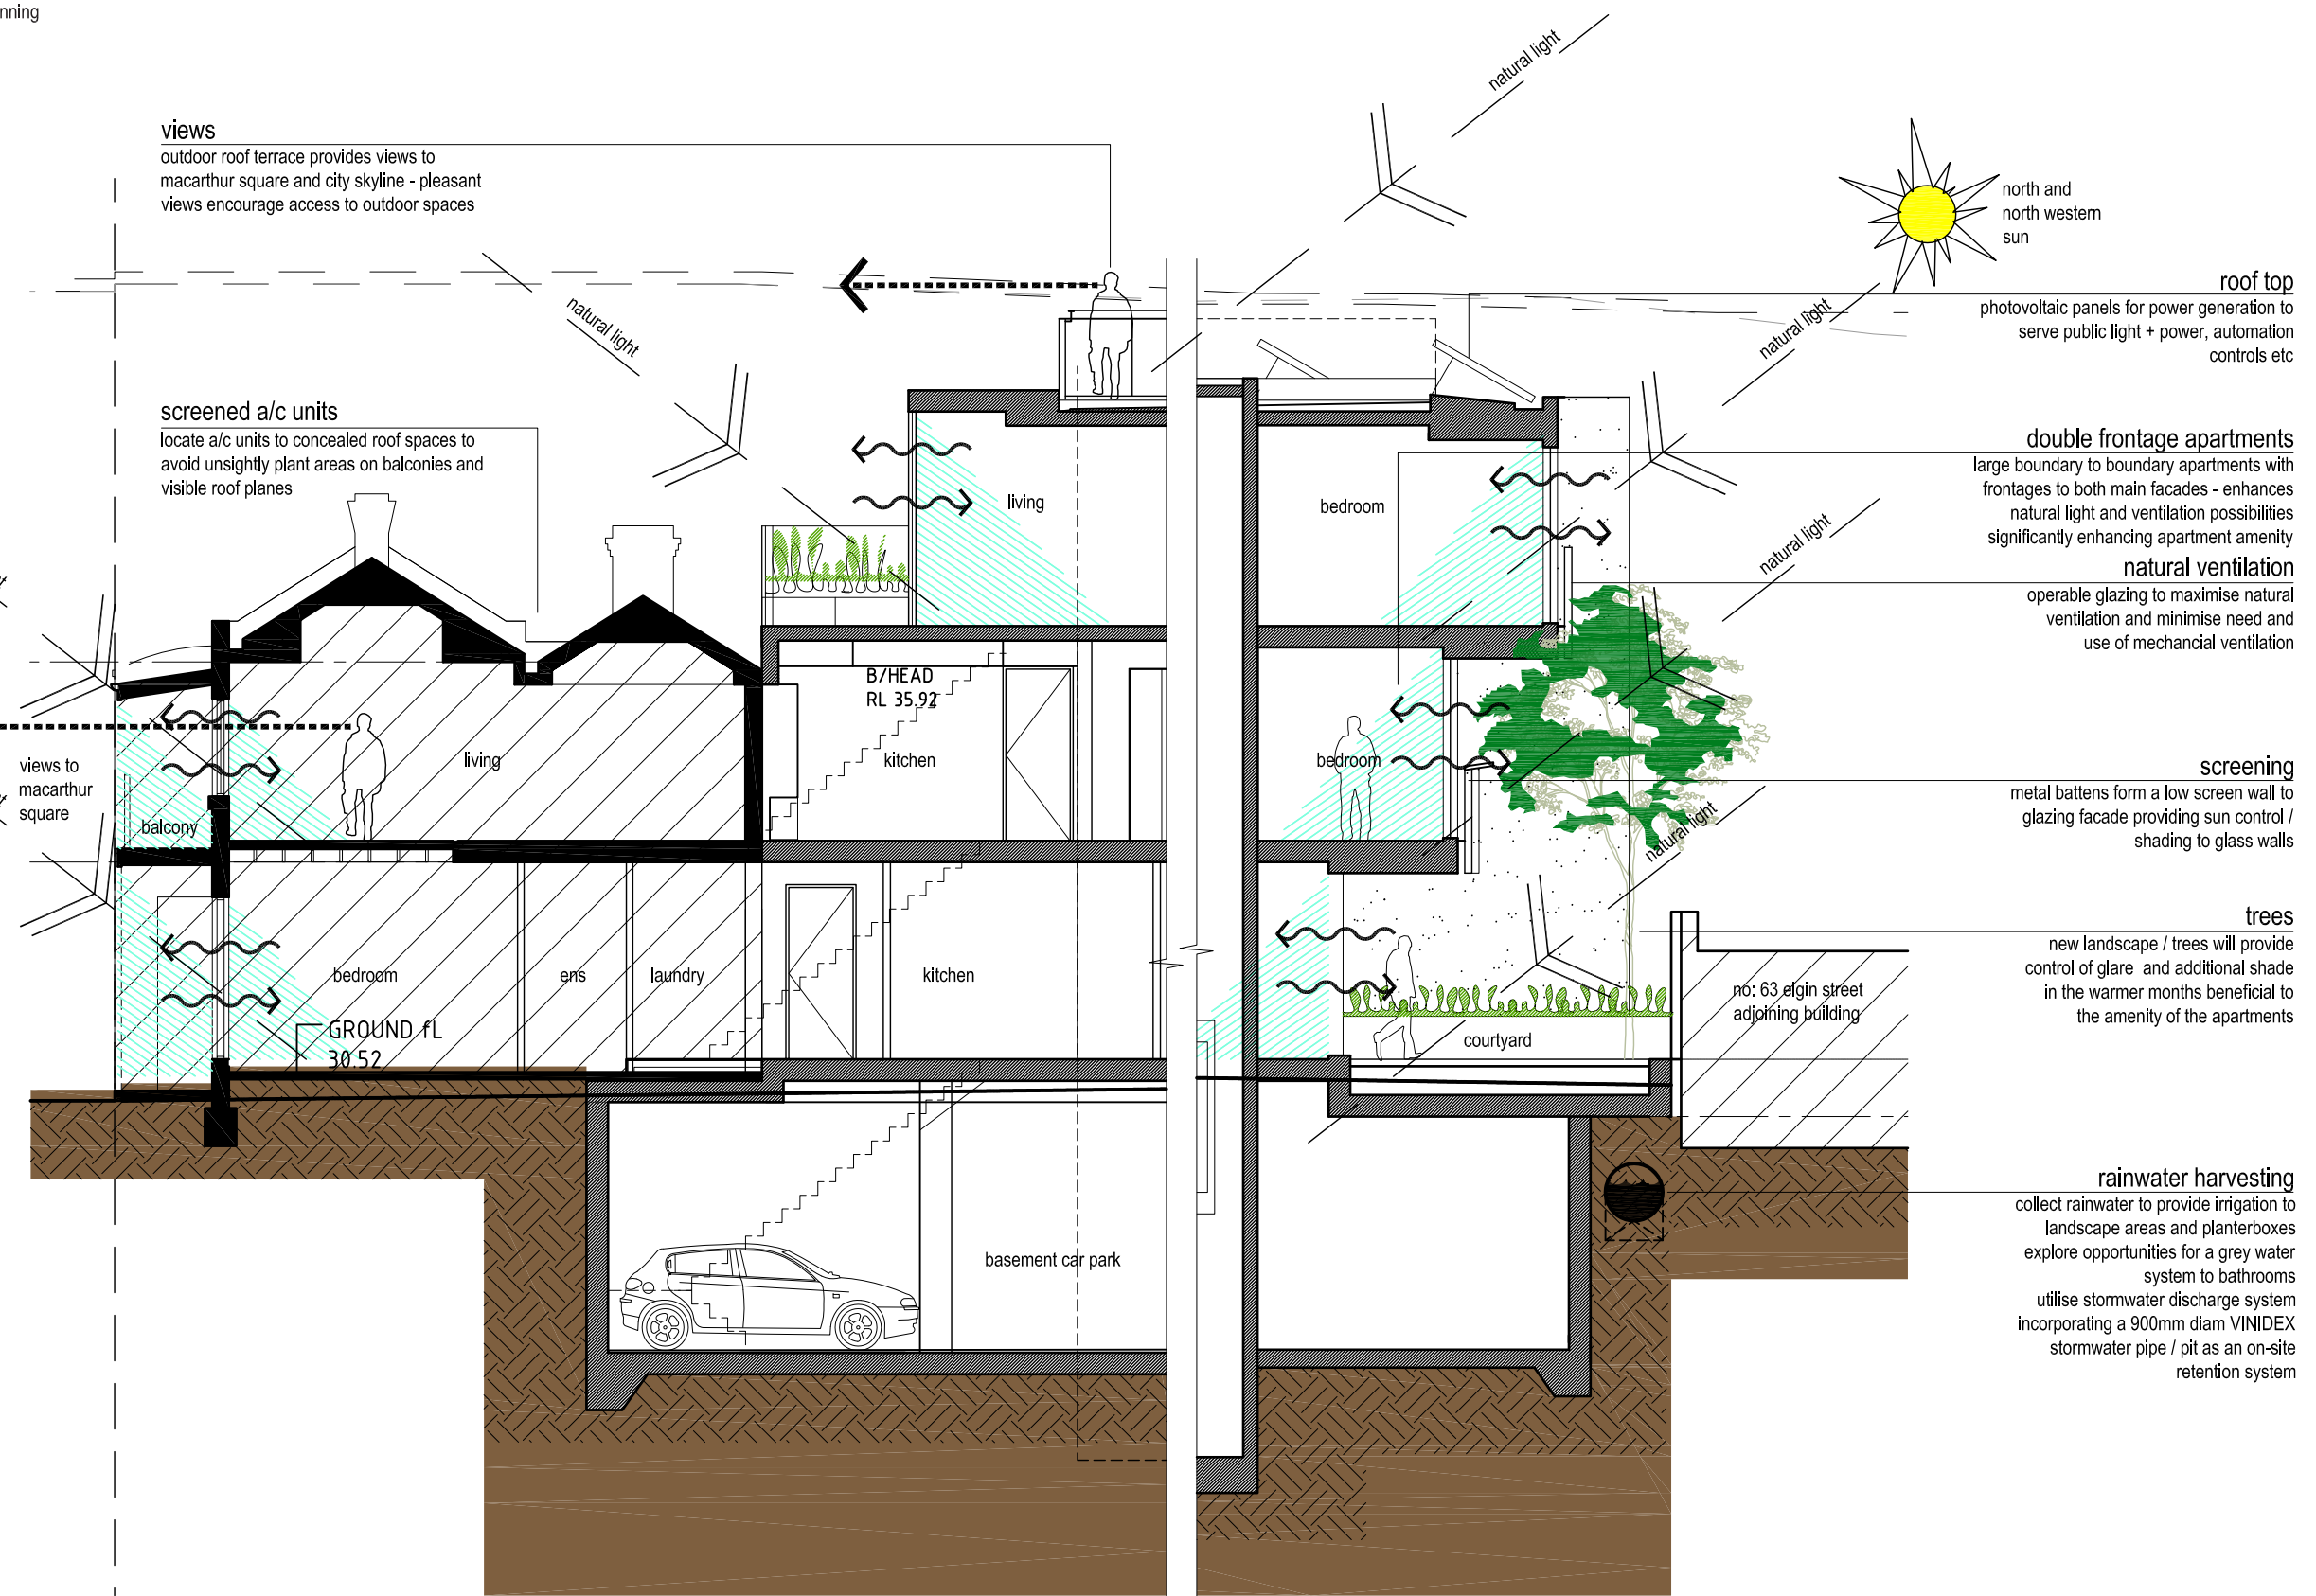 nning
natural light
views
outdoor roof terrace provides views to
macarthur square and city skyline - pleasant
views encourage access to outdoor spaces
north and
north western
sun
roof top
photovoltaic panels for power generation to
serve public light + power, automation
controls etc
natural light
natural light
screened a/c units
locate a/c units to concealed roof spaces to
avoid unsightly plant areas on balconies and
visible roof planes
double frontage apartments
large boundary to boundary apartments with
frontages to both main facades - enhances
natural light and ventilation possibilities
significantly enhancing apartment amenity
living
bedroom
natural light
natural ventilation
operable glazing to maximise natural
ventilation and minimise need and
use of mechancial ventilation
B/HEAD
RL 35.92
views to
macarthur
square
living
kitchen
bedroom
screening
metal battens form a low screen wall to
glazing facade providing sun control /
shading to glass walls
balcony
natural light
trees
new landscape / trees will provide
control of glare and additional shade
in the warmer months beneficial to
the amenity of the apartments
bedroom
ens
laundry
kitchen
no: 63 elgin street
adjoining building
GROUND fL
30.52
courtyard
rainwater harvesting
collect rainwater to provide irrigation to
landscape areas and planterboxes
explore opportunities for a grey water
system to bathrooms
utilise stormwater discharge system
incorporating a 900mm diam VINIDEX
stormwater pipe / pit as an on-site
retention system
basement car park